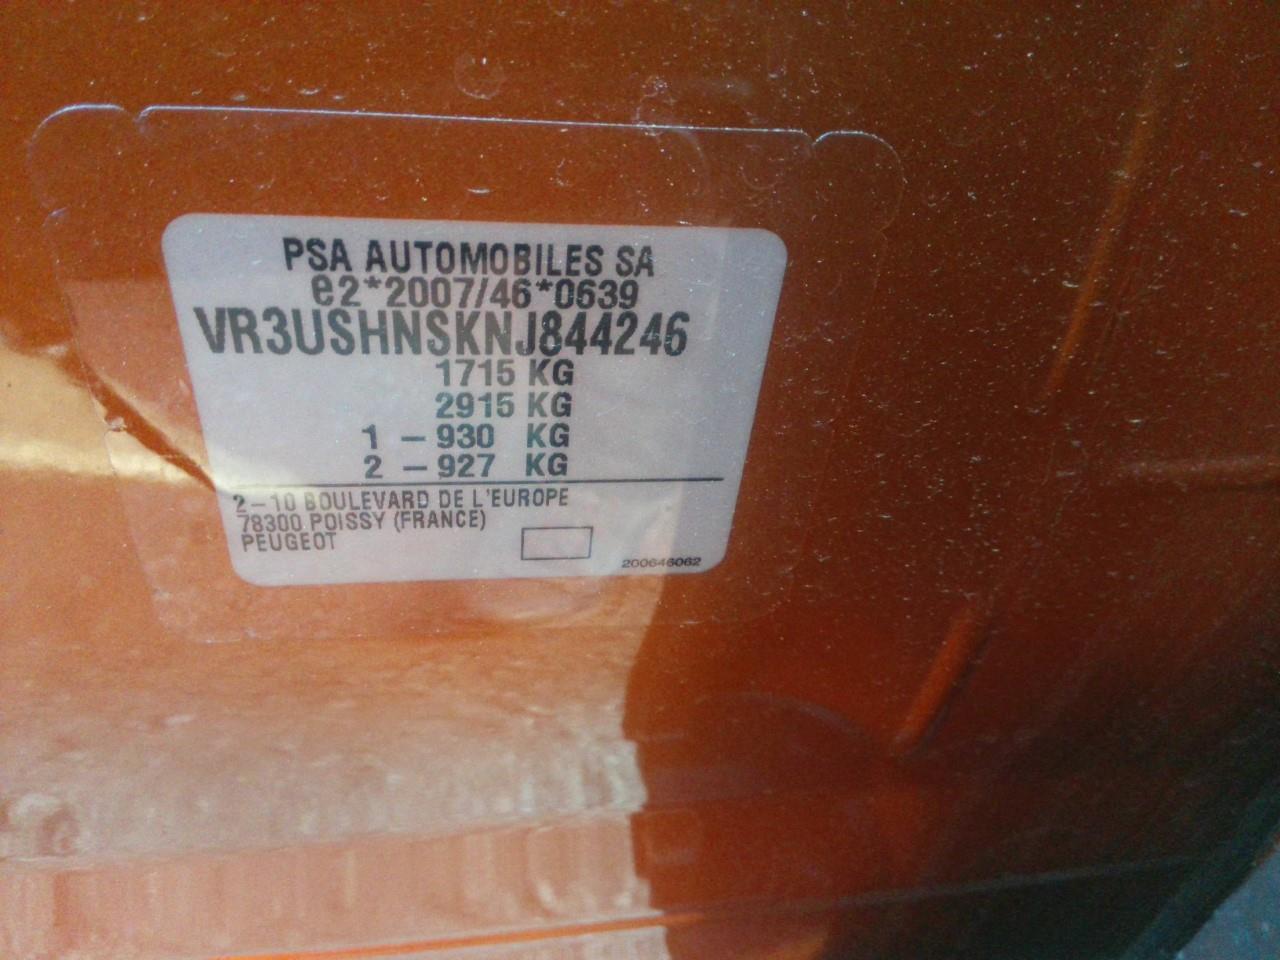 PSA AUTOMOBILES SA
e2*2007/46*0639
VR3USHNSKNJ844246
1715 KG
2915 KG
1 – 930 KG
2 – 927 KG
2–10 BOULEVARD DE L'EUROPE
78300 POISSY (FRANCE)
PEUGEOT
200646062